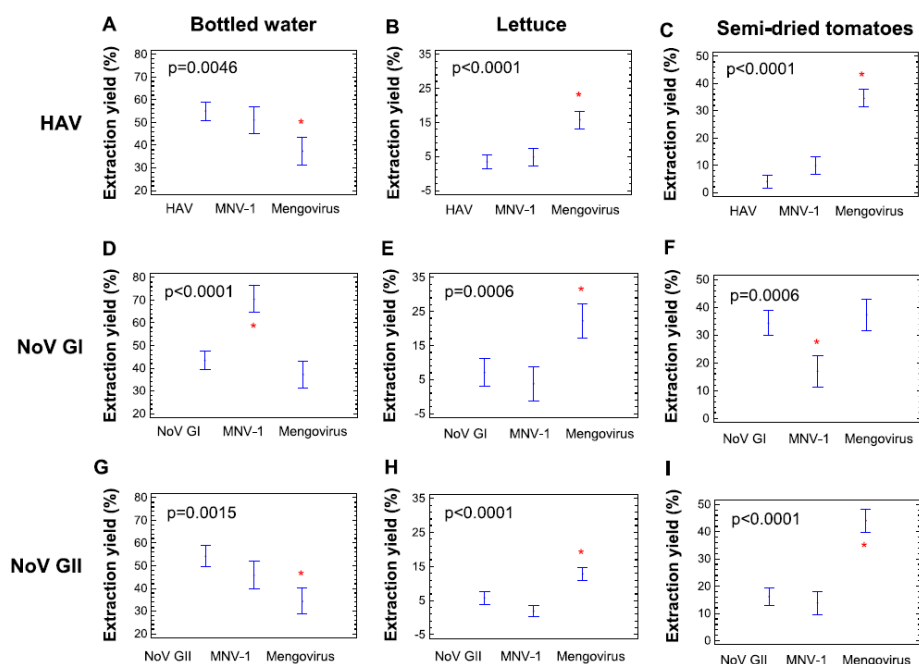 Bottled water
Lettuce
Semi-dried tomatoes
HAV
A
Extraction yield (%)
80
70
60
50
40
30
20
p=0.0046
*
HAV MNV-1 Mengovirus
B
Extraction yield (%)
35
25
15
5
-5
p<0.0001
*
HAV MNV-1 Mengovirus
C
Extraction yield (%)
50
40
30
20
10
0
p<0.0001
*
HAV MNV-1 Mengovirus
NoV GI
D
Extraction yield (%)
80
70
60
50
40
30
20
p<0.0001
*
NoV GI MNV-1 Mengovirus
E
Extraction yield (%)
35
25
15
5
-5
p=0.0006
*
NoV GI MNV-1 Mengovirus
F
Extraction yield (%)
50
40
30
20
10
0
p=0.0006
*
NoV GI MNV-1 Mengovirus
NoV GII
G
Extraction yield (%)
80
70
60
50
40
30
20
p=0.0015
*
NoV GII MNV-1 Mengovirus
H
Extraction yield (%)
35
25
15
5
-5
p<0.0001
*
NoV GII MNV-1 Mengovirus
I
Extraction yield (%)
50
40
30
20
10
0
p<0.0001
*
NoV GII MNV-1 Mengovirus